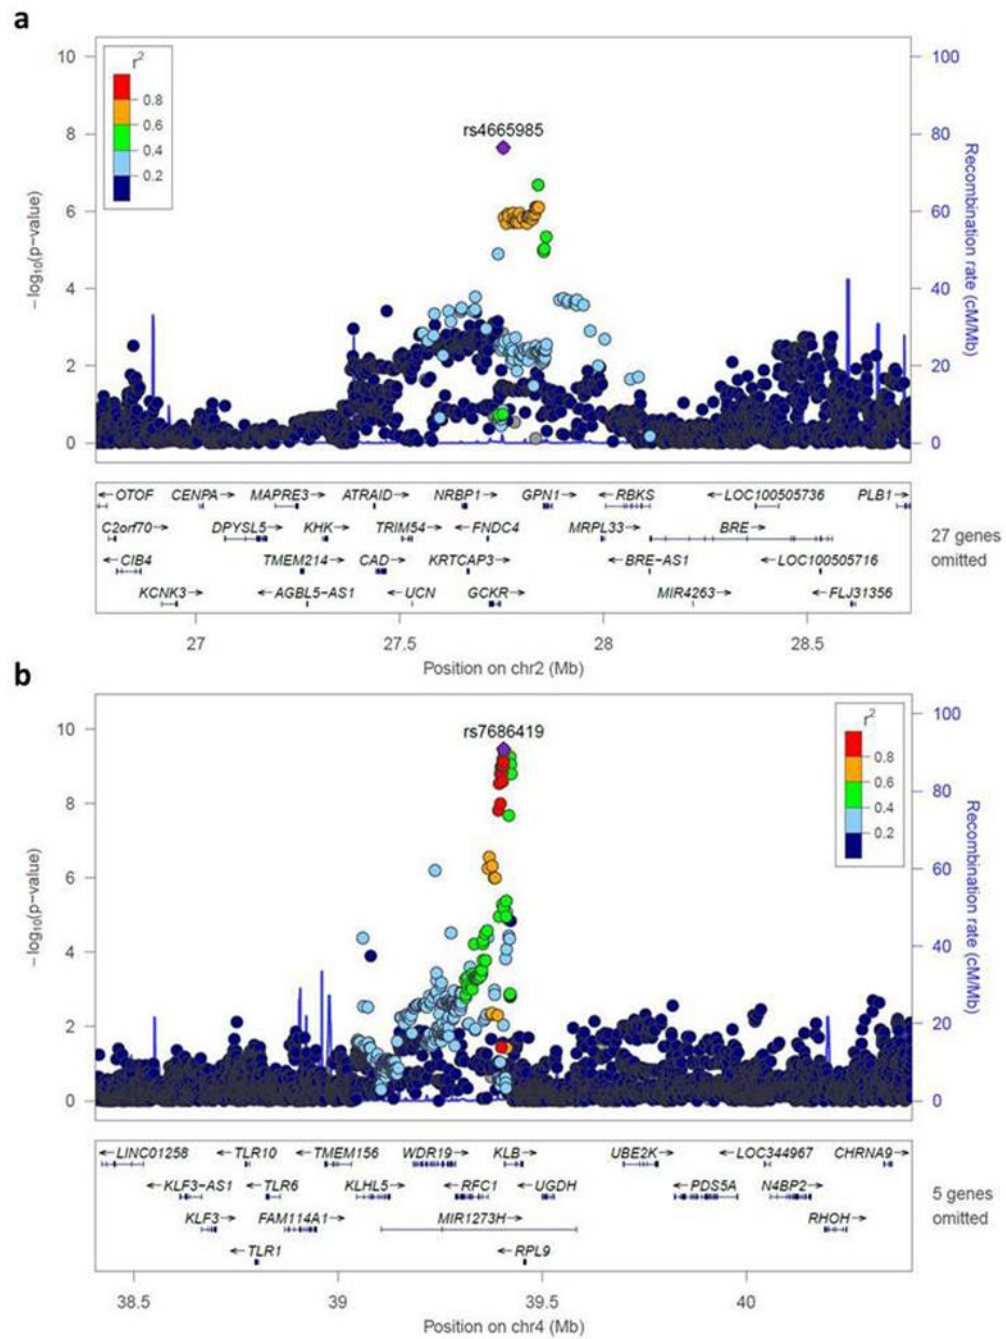 a
r²
0.8
0.6
0.4
0.2
rs4665985
10
8
6
4
2
0
−log₁₀(p−value)
100
80
60
40
20
0
Recombination rate (cM/Mb)
←OTOF CENPA→ MAPRE3→ ATRAID→ NRBP1→ GPN1→ ←RBKS ←LOC100505736 PLB1→
C2orf70→ DPYSL5→ KHK→ TRIM54→ ←FNDC4 MRPL33→ BRE→
←CIB4 TMEM214→ CAD→ KRTCAP3→ ←BRE−AS1 ←LOC100505716
KCNK3→ ←AGBL5−AS1 ←UCN GCKR→ MIR4263→ ←FLJ31356
27 genes
omitted
27 27.5 28 28.5
Position on chr2 (Mb)
b
rs7686419
r²
0.8
0.6
0.4
0.2
10
8
6
4
2
0
−log₁₀(p−value)
100
80
60
40
20
0
Recombination rate (cM/Mb)
←LINC01258 ←TLR10 ←TMEM156 WDR19→ KLB→ UBE2K→ ←LOC344967 CHRNA9→
←KLF3−AS1 ←TLR6 KLHL5→ ←RFC1 ←UGDH ←PDS5A N4BP2→
KLF3→ FAM114A1→ MIR1273H→ RHOH→
←TLR1 ←RPL9
5 genes
omitted
38.5 39 39.5 40
Position on chr4 (Mb)